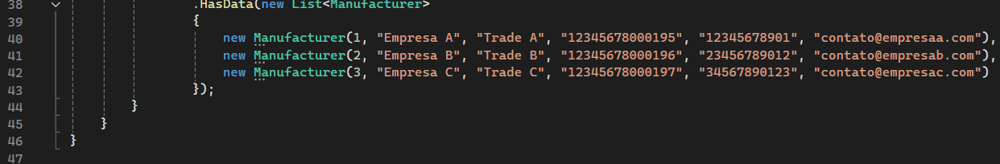 38 .HasData(new List<Manufacturer>
39 {
40 new Manufacturer(1, "Empresa A", "Trade A", "12345678000195", "12345678901", "contato@empresaa.com"),
41 new Manufacturer(2, "Empresa B", "Trade B", "12345678000196", "23456789012", "contato@empresab.com"),
42 new Manufacturer(3, "Empresa C", "Trade C", "12345678000197", "34567890123", "contato@empresac.com")
43 });
44 }
45 }
46 }
47